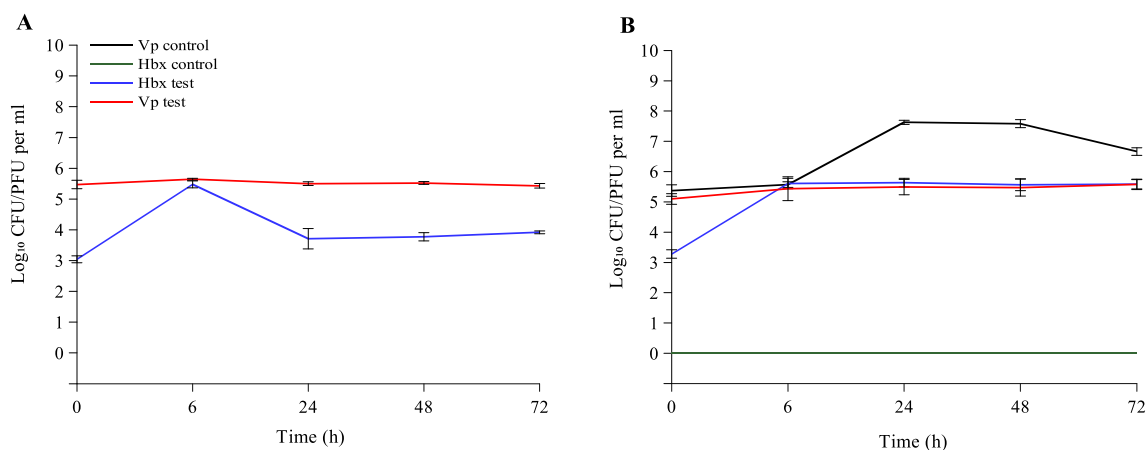 A
Log₁₀ CFU/PFU per ml
10
9
8
7
6
5
4
3
2
1
0
Vp control
Hbx control
Hbx test
Vp test
0 6 24 48 72
Time (h)
B
Log₁₀ CFU/PFU per ml
10
9
8
7
6
5
4
3
2
1
0
0 6 24 48 72
Time (h)